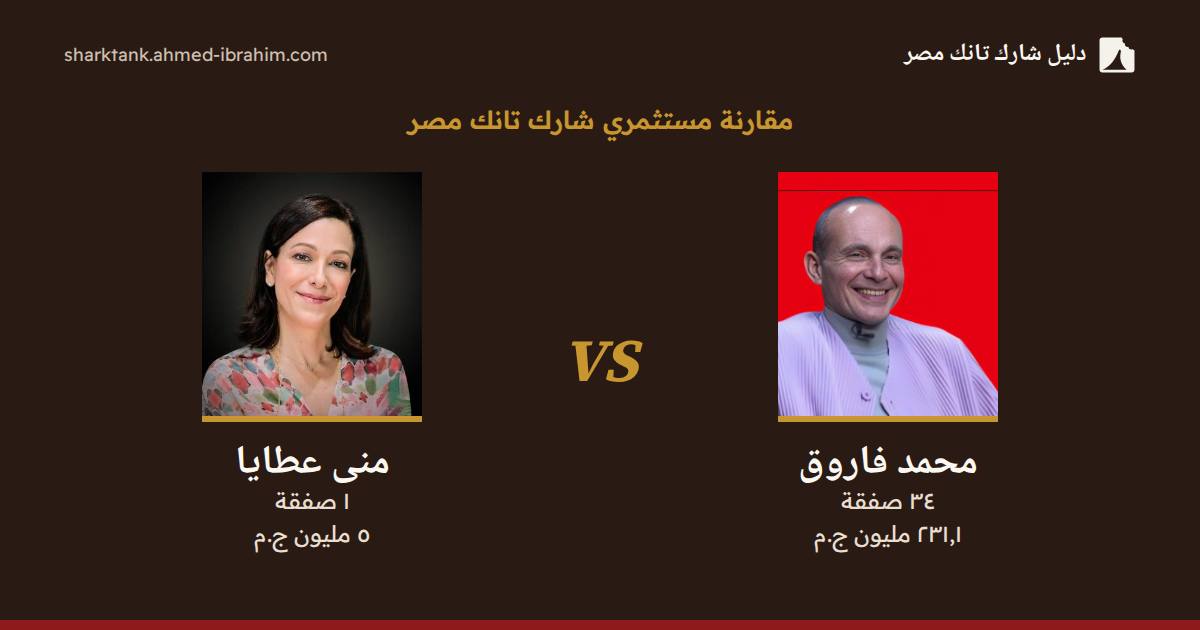 دليل شارك تانك مصر
sharktank.ahmed-ibrahim.com
مقارنة مستثمري شارك تانك مصر
محمد فاروق
٣٤ صفقة
٢٣١,١ مليون ج.م
VS
منى عطايا
١ صفقة
٥ مليون ج.م